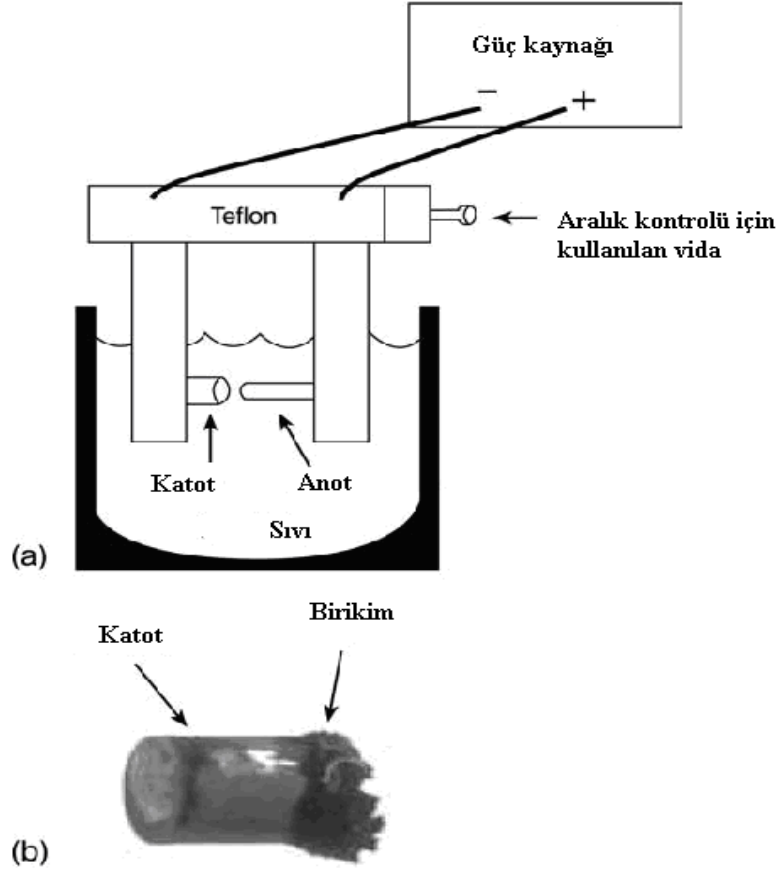 Güç kaynağı
− +
Teflon
Aralık kontrolü için
kullanılan vida
Katot
Anot
Sıvı
(a)
Katot
Birikim
(b)